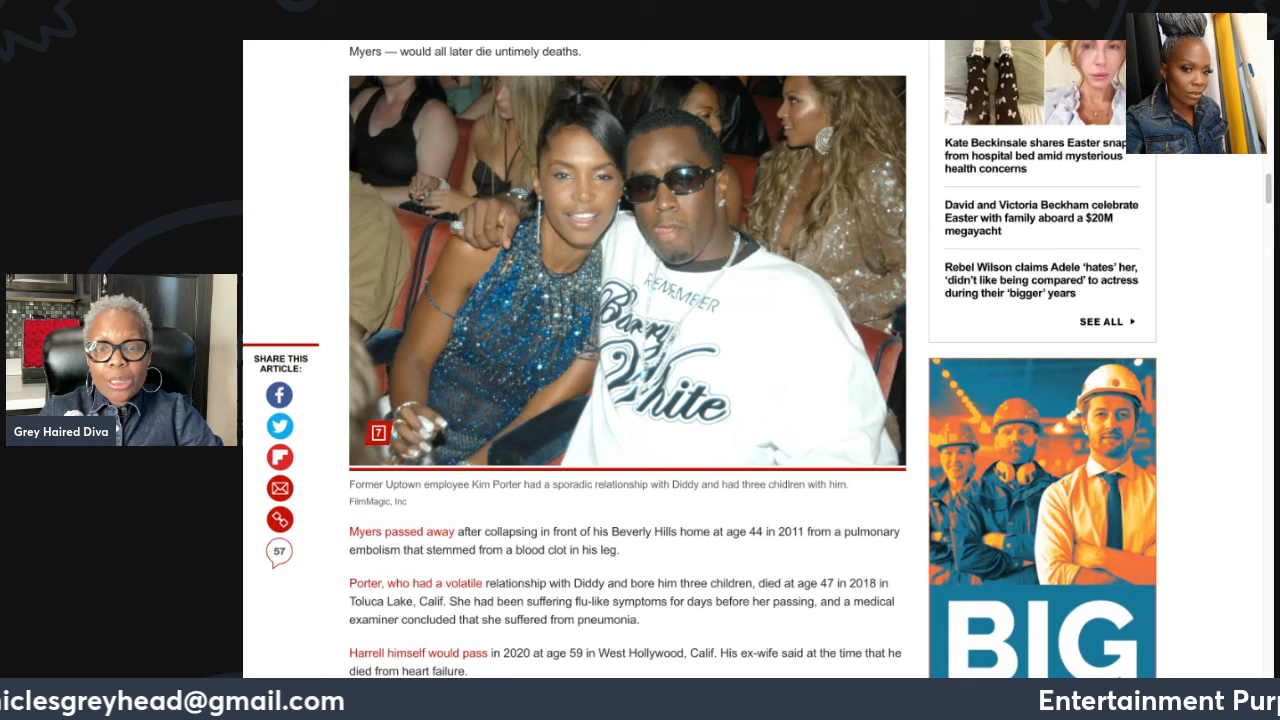 Myers — would all later die untimely deaths.
REMEMBER
Barry
White
7
Former Uptown employee Kim Porter had a sporadic relationship with Diddy and had three chidlren with him.
FilmMagic, Inc
Myers passed away after collapsing in front of his Beverly Hills home at age 44 in 2011 from a pulmonary
embolism that stemmed from a blood clot in his leg.
Porter, who had a volatile relationship with Diddy and bore him three children, died at age 47 in 2018 in
Toluca Lake, Calif. She had been suffering flu-like symptoms for days before her passing, and a medical
examiner concluded that she suffered from pneumonia.
Harrell himself would pass in 2020 at age 59 in West Hollywood, Calif. His ex-wife said at the time that he
died from heart failure.
SHARE THIS
ARTICLE:
57
Grey Haired Diva
Kate Beckinsale shares Easter snap
from hospital bed amid mysterious
health concerns
David and Victoria Beckham celebrate
Easter with family aboard a $20M
megayacht
Rebel Wilson claims Adele ‘hates’ her,
‘didn’t like being compared’ to actress
during their ‘bigger’ years
SEE ALL
BIG
iclesgreyhead@gmail.com
Entertainment Pur